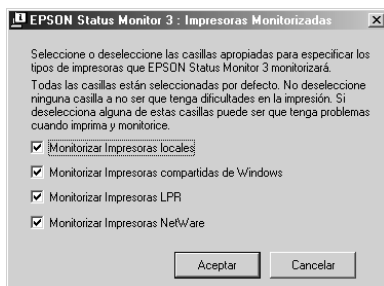 EPSON Status Monitor 3 : Impresoras Monitorizadas
Seleccione o deseleccione las casillas apropiadas para especificar los
tipos de impresoras que EPSON Status Monitor 3 monitorizará.
Todas las casillas están seleccionadas por defecto. No deseleccione
ninguna casilla a no ser que tenga dificultades en la impresión. Si
deselecciona alguna de estas casillas puede ser que tenga problemas
cuando imprima y monitorice.
Monitorizar Impresoras locales
Monitorizar Impresoras compartidas de Windows
Monitorizar Impresoras LPR
Monitorizar Impresoras NetWare
Aceptar Cancelar